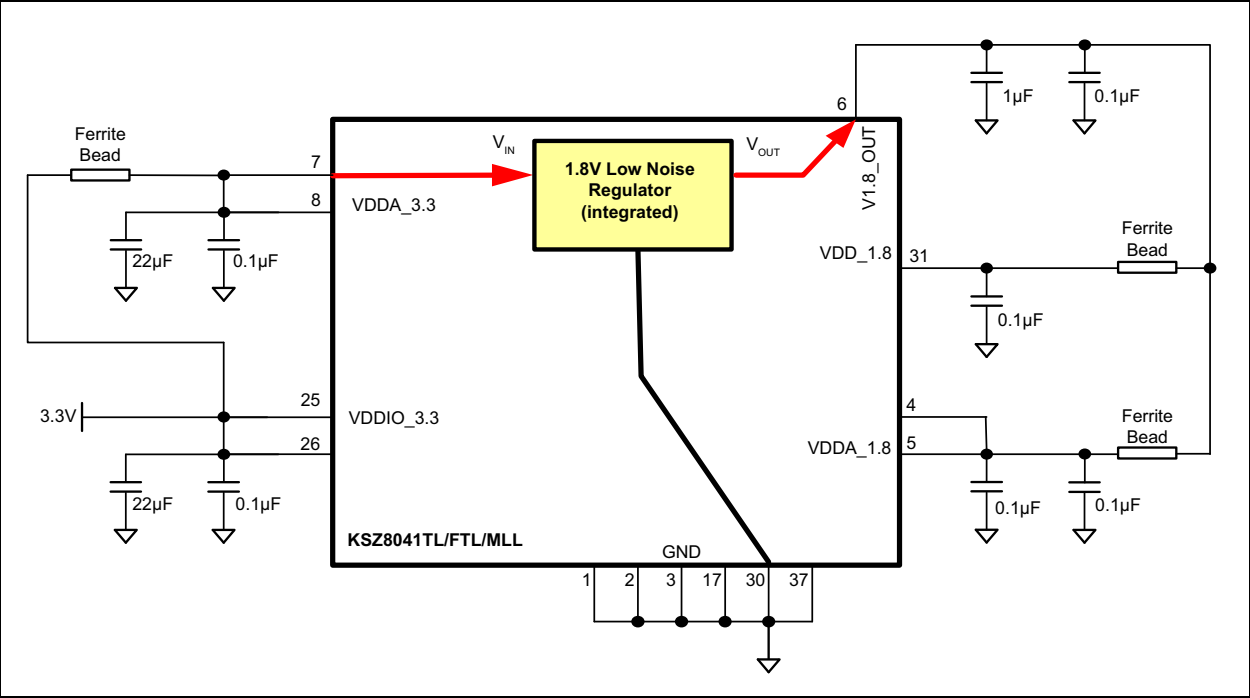 6
1µF
0.1µF
Ferrite
Bead
7
V_IN
1.8V Low Noise
Regulator
(integrated)
V_OUT
V1.8_OUT
8
VDDA_3.3
22µF
0.1µF
VDD_1.8
31
Ferrite
Bead
0.1µF
25
3.3V
VDDIO_3.3
26
4
VDDA_1.8
5
Ferrite
Bead
22µF
0.1µF
0.1µF
0.1µF
KSZ8041TL/FTL/MLL
GND
1
2
3
17
30
37